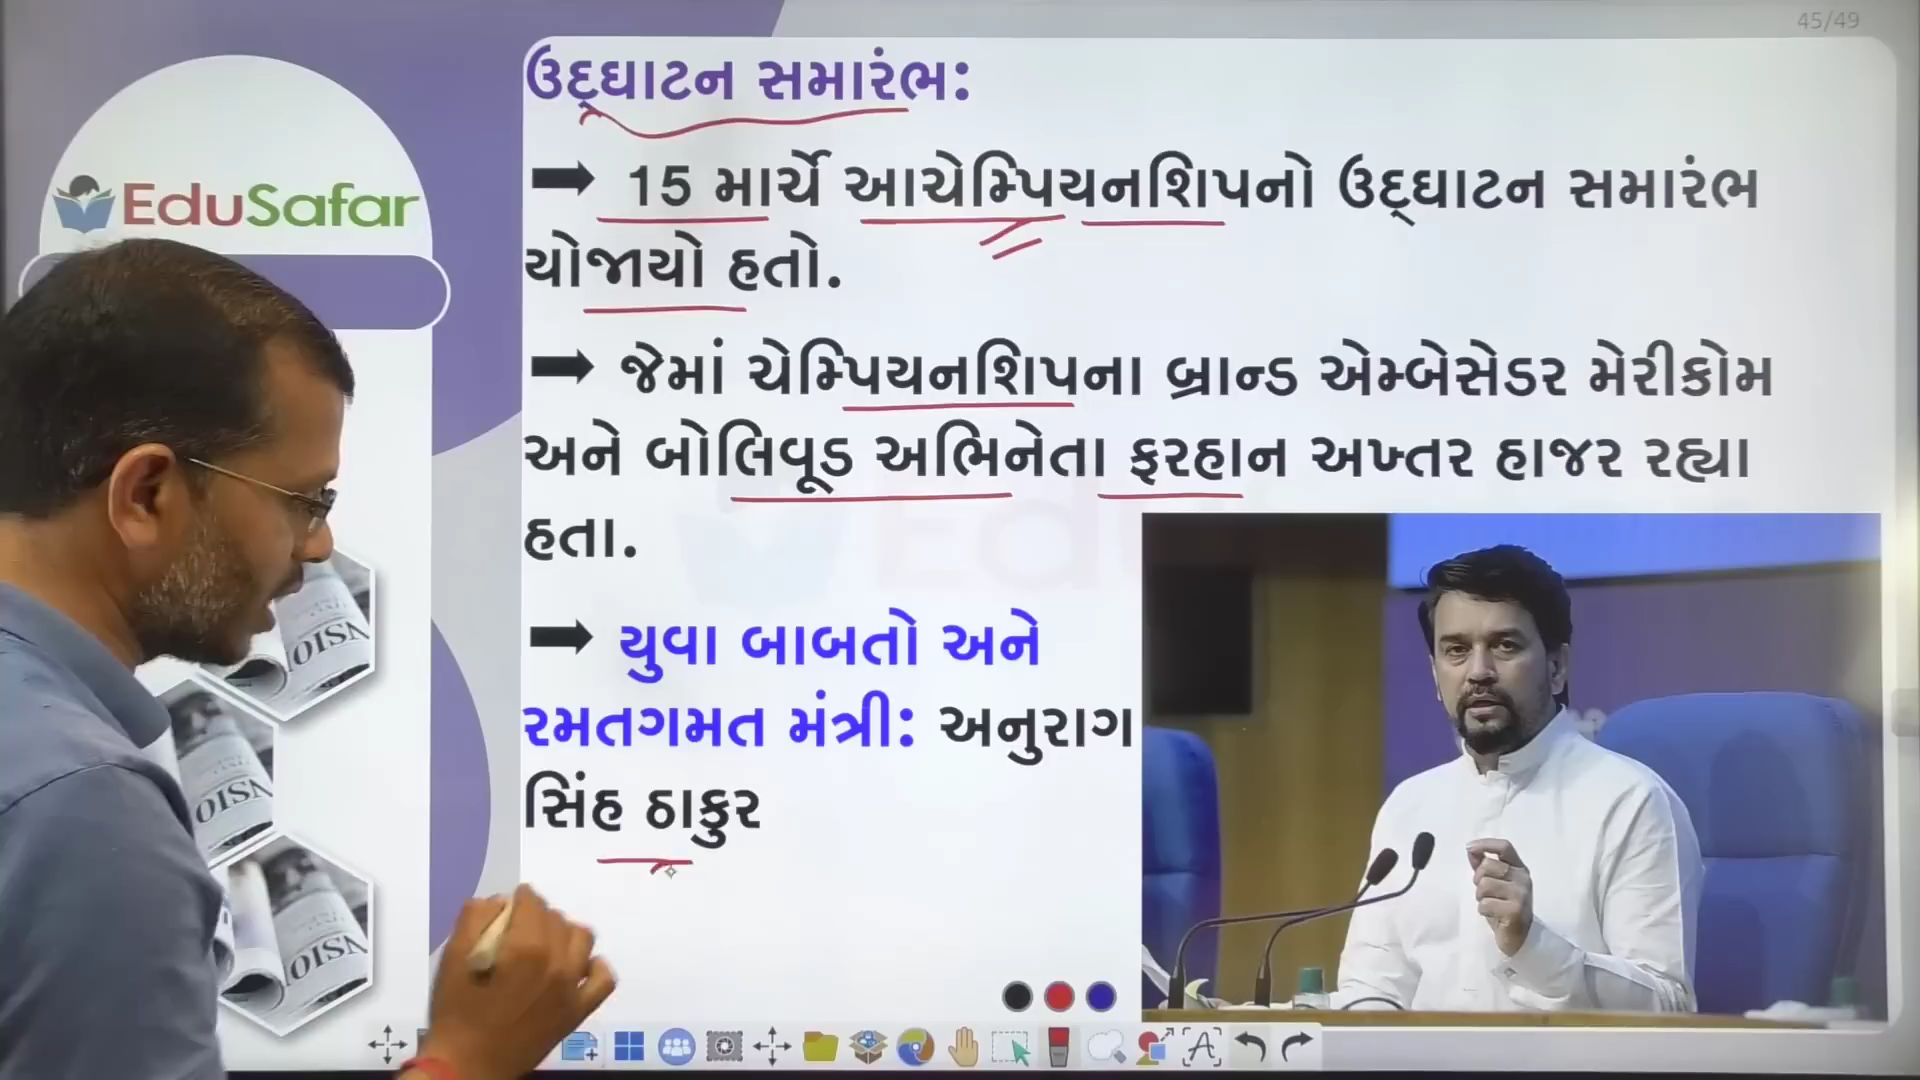 45/49
ઉદ્ઘાટન સમારંભ:
EduSafar
➡ 15 માર્ચે આચેમ્પિયનશિપનો ઉદ્ઘાટન સમારંભ
યોજાયો હતો.
➡ જેમાં ચેમ્પિયનશિપના બ્રાન્ડ એમ્બેસેડર મેરીકોમ
અને બોલિવૂડ અભિનેતા ફરહાન અખ્તર હાજર રહ્યા
હતા.
➡ યુવા બાબતો અને
રમતગમત મંત્રી: અનુરાગ
સિંહ ઠાકુર